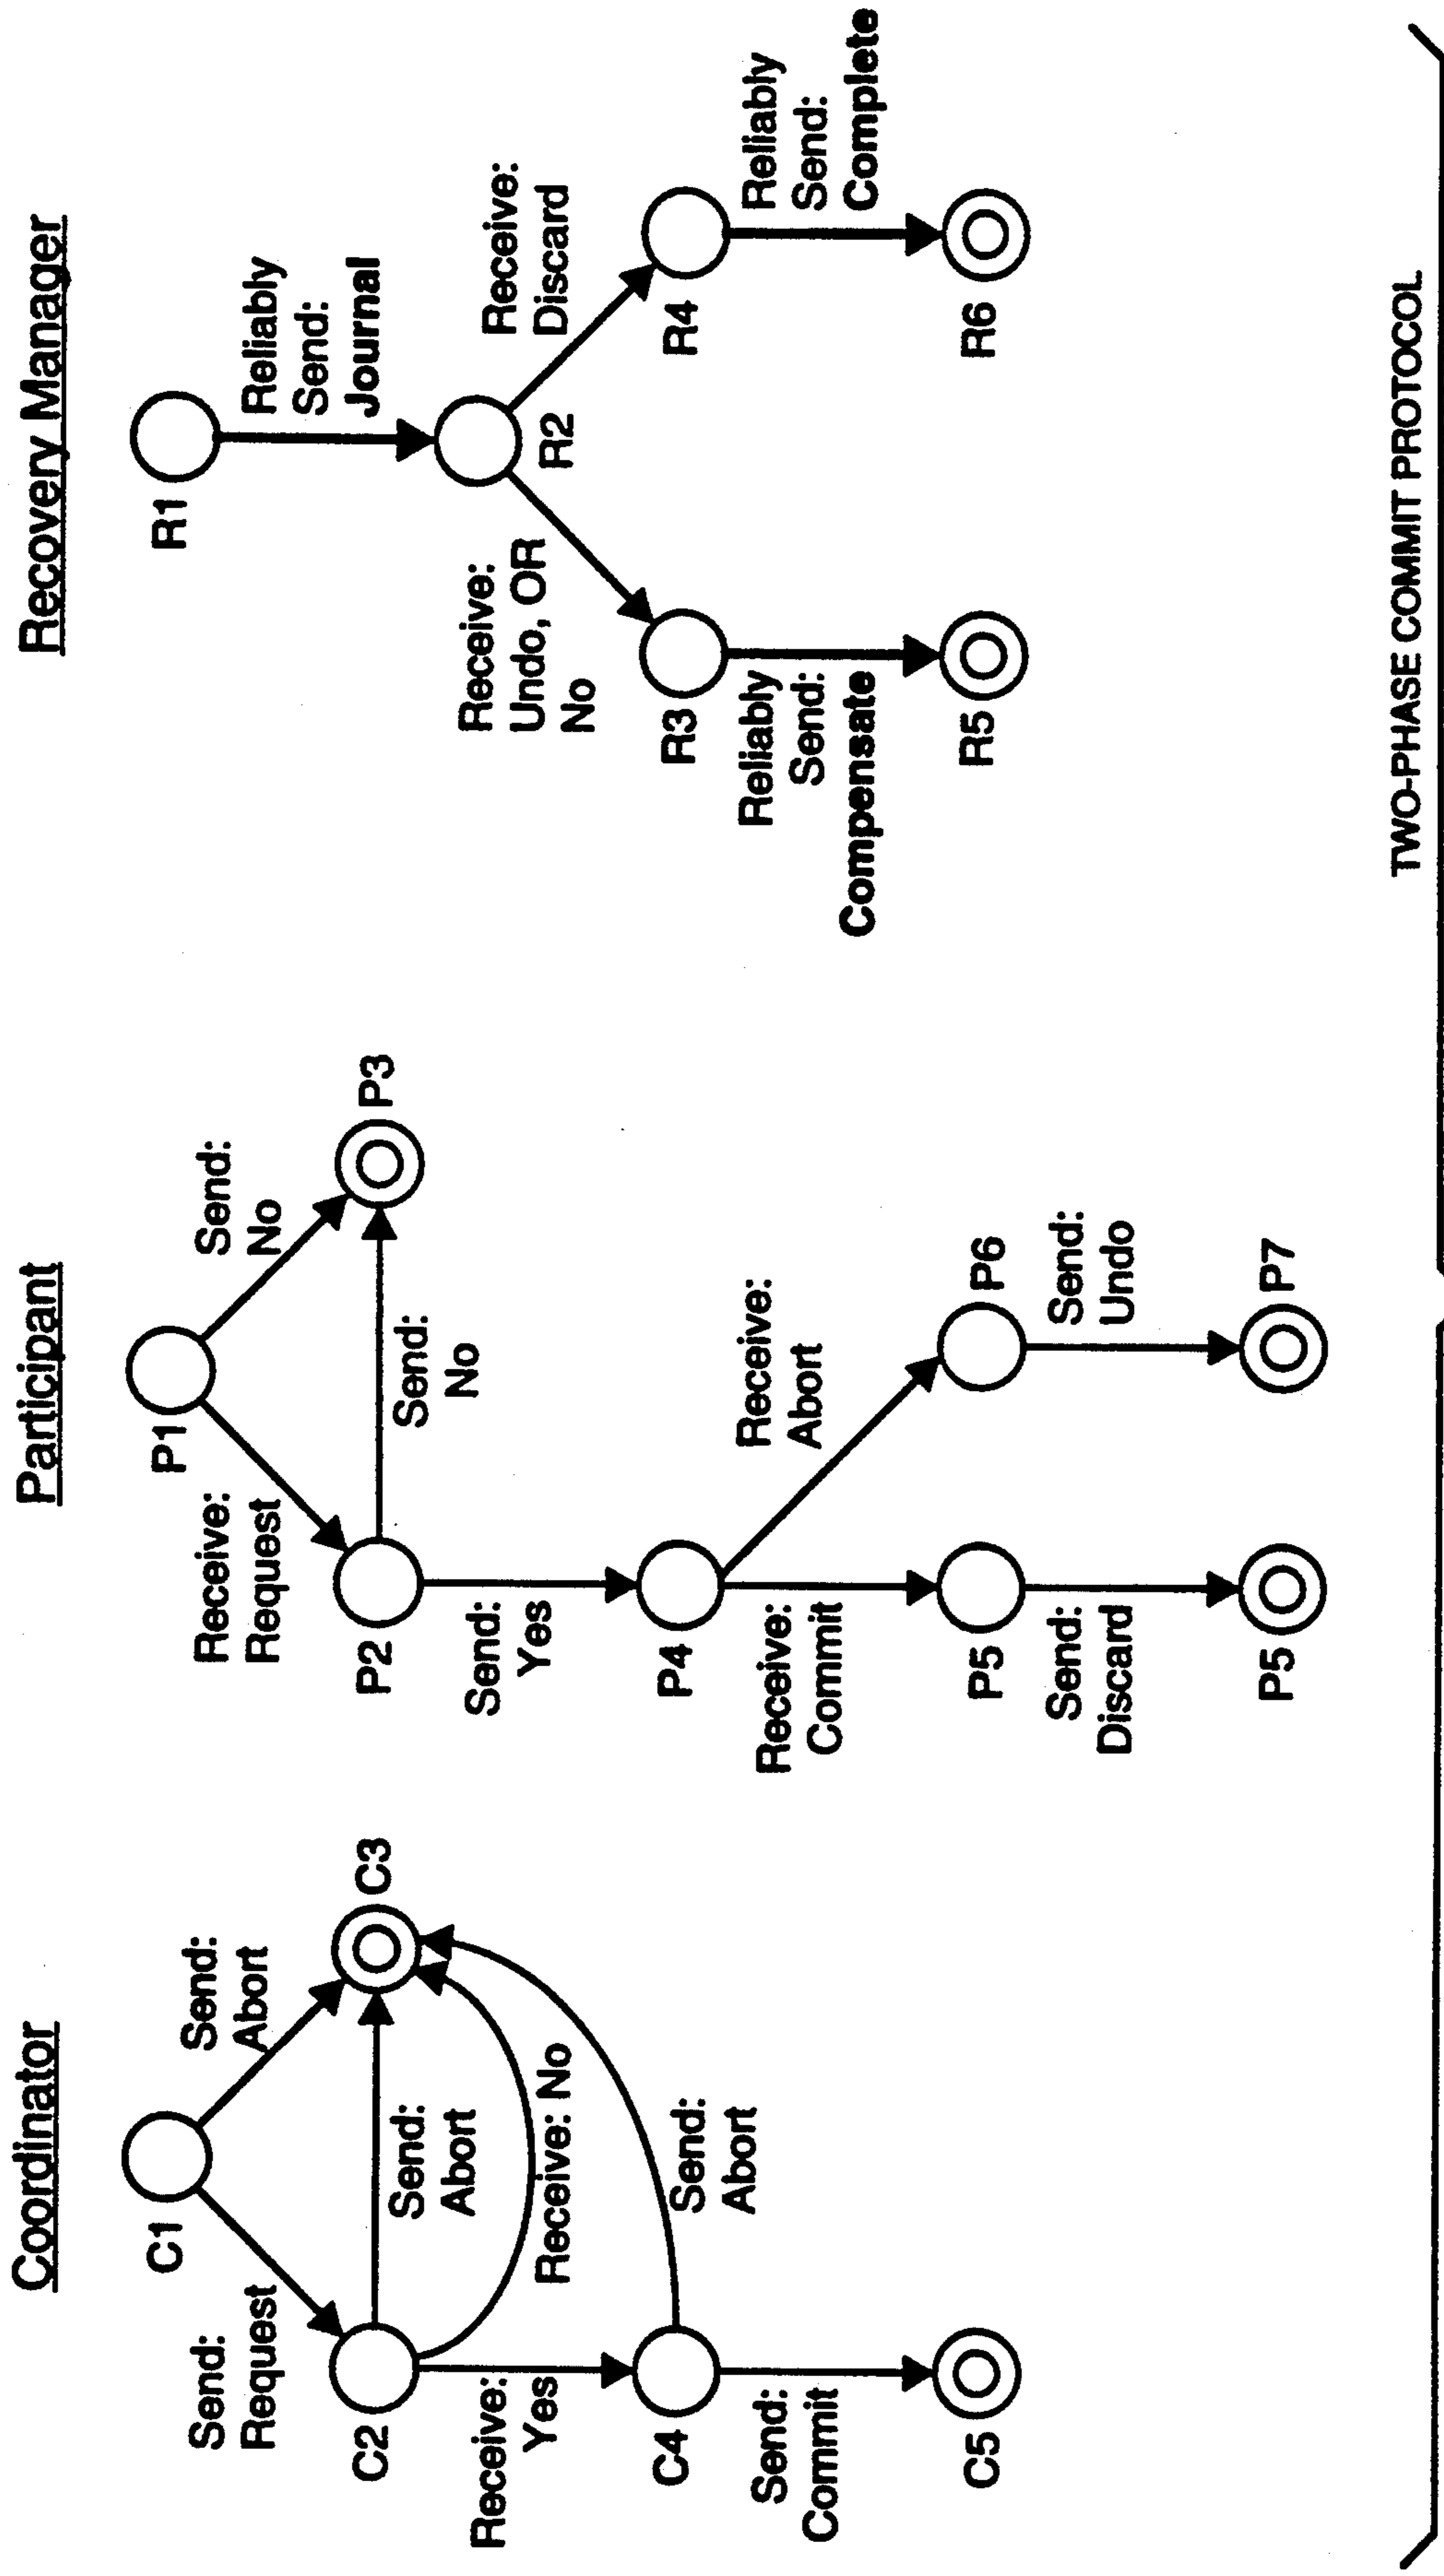 Coordinator
C1
Send:
Request
Send:
Abort
C2
C3
Send:
Abort
Receive: No
Receive:
Yes
C4
Send:
Abort
Send:
Commit
C5
Participant
P1
Receive:
Request
Send:
No
P2
P3
Send:
No
Send:
Yes
P4
Receive:
Commit
Receive:
Abort
P5
P6
Send:
Discard
Send:
Undo
P5
P7
Recovery Manager
R1
Reliably
Send:
Journal
R2
Receive:
Undo, OR
No
Receive:
Discard
R3
R4
Reliably
Send:
Compensate
Reliably
Send:
Complete
R5
R6
TWO-PHASE COMMIT PROTOCOL